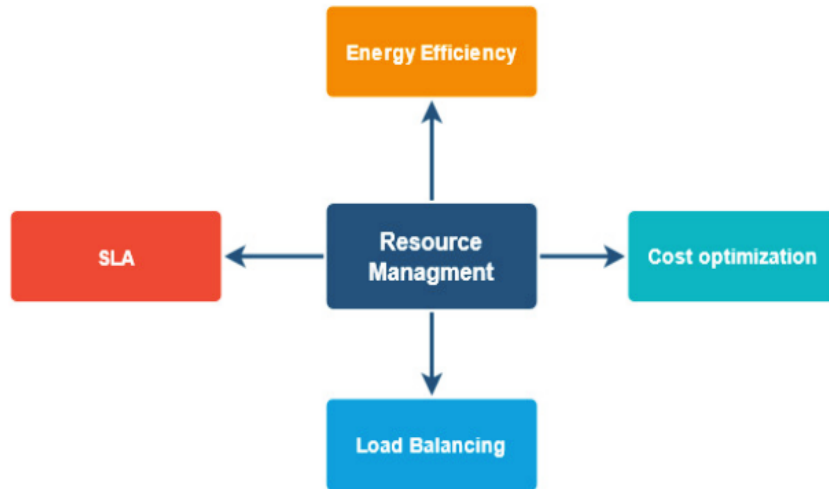 Energy Efficiency
SLA
Resource
Managment
Cost optimization
Load Balancing